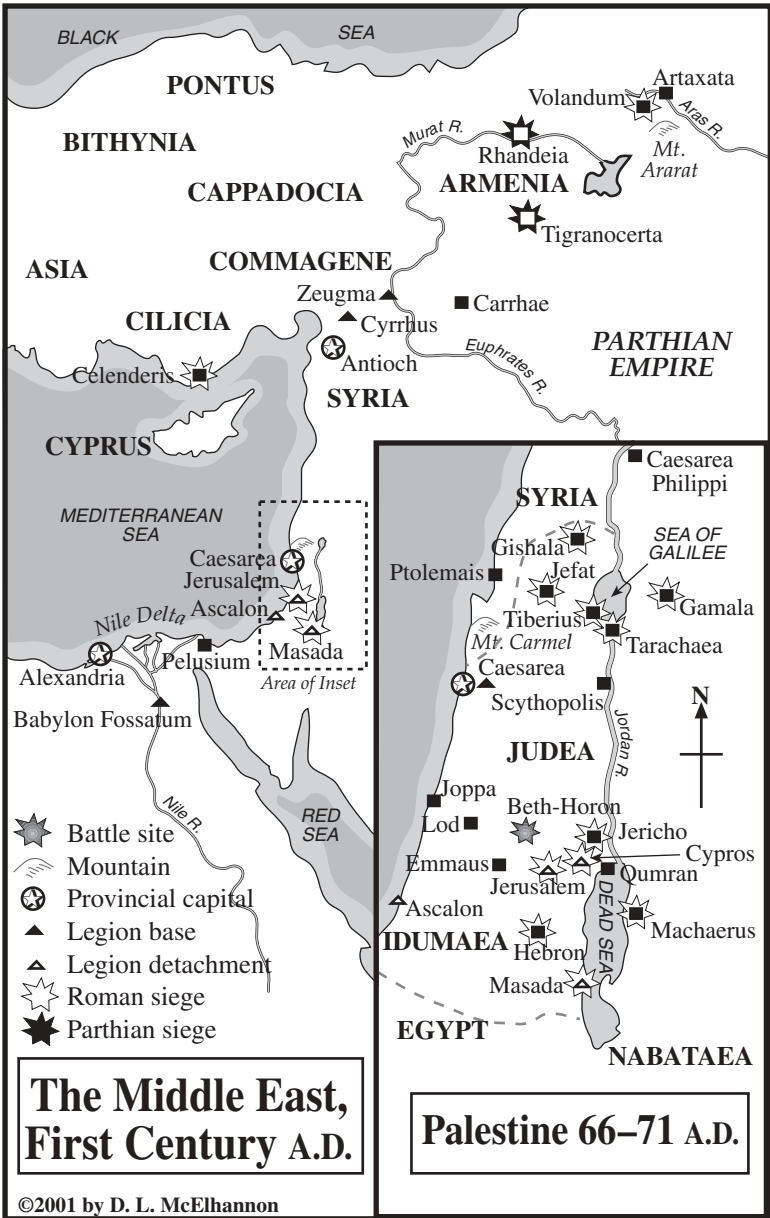 BLACK
SEA
PONTUS
BITHYNIA
CAPPADOCIA
ASIA
COMMAGENE
CILICIA
Artaxata
Volandum
Aras R.
Mt.
Ararat
Murat R.
Rhandeia
ARMENIA
Tigranocerta
Zeugma
Cyrrhus
Carrhae
Antioch
Euphrates R.
PARTHIAN
EMPIRE
Celenderis
SYRIA
CYPRUS
MEDITERRANEAN
SEA
Caesarea
Jerusalem
Ascalon
Masada
Area of Inset
Nile Delta
Pelusium
Alexandria
Babylon Fossatum
Nile R.
RED
SEA
Battle site
Mountain
Provincial capital
Legion base
Legion detachment
Roman siege
Parthian siege
The Middle East,
First Century A.D.
©2001 by D. L. McElhannon
Caesarea
Philippi
SYRIA
SEA OF
GALILEE
Gishala
Jefat
Ptolemais
Tiberius
Gamala
Tarachaea
Mt. Carmel
Caesarea
Scythopolis
N
JUDEA
Jordan R.
Joppa
Beth-Horon
Lod
Jericho
Cypros
Emmaus
Jerusalem
Qumran
Ascalon
DEAD SEA
Machaerus
IDUMAEA
Hebron
Masada
EGYPT
NABATAEA
Palestine 66–71 A.D.